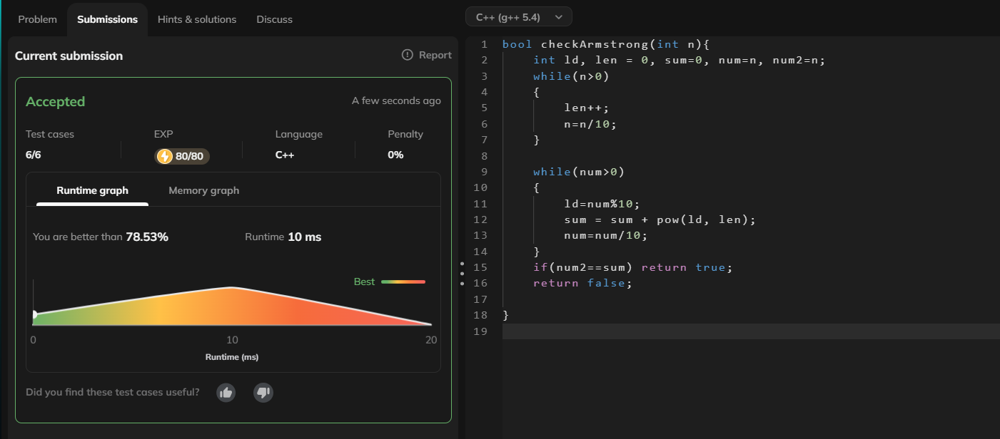 Problem Submissions Hints & solutions Discuss
Current submission Report
Accepted A few seconds ago
Test cases EXP Language Penalty
6/6 80/80 C++ 0%
Runtime graph Memory graph
You are better than 78.53% Runtime 10 ms
Best
0 10 20
Runtime (ms)
Did you find these test cases useful?
C++ (g++ 5.4)
1 bool checkArmstrong(int n){
2     int ld, len = 0, sum=0, num=n, num2=n;
3     while(n>0)
4     {
5         len++;
6         n=n/10;
7     }
8
9     while(num>0)
10     {
11         ld=num%10;
12         sum = sum + pow(ld, len);
13         num=num/10;
14     }
15     if(num2==sum) return true;
16     return false;
17
18 }
19